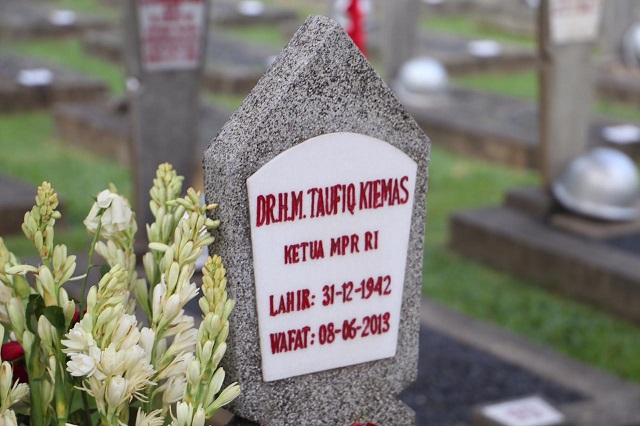 DR.H.M. TAUFIQ KIEMAS
KETUA MPR RI
LAHIR: 31-12-1942
WAFAT: 08-06-2013